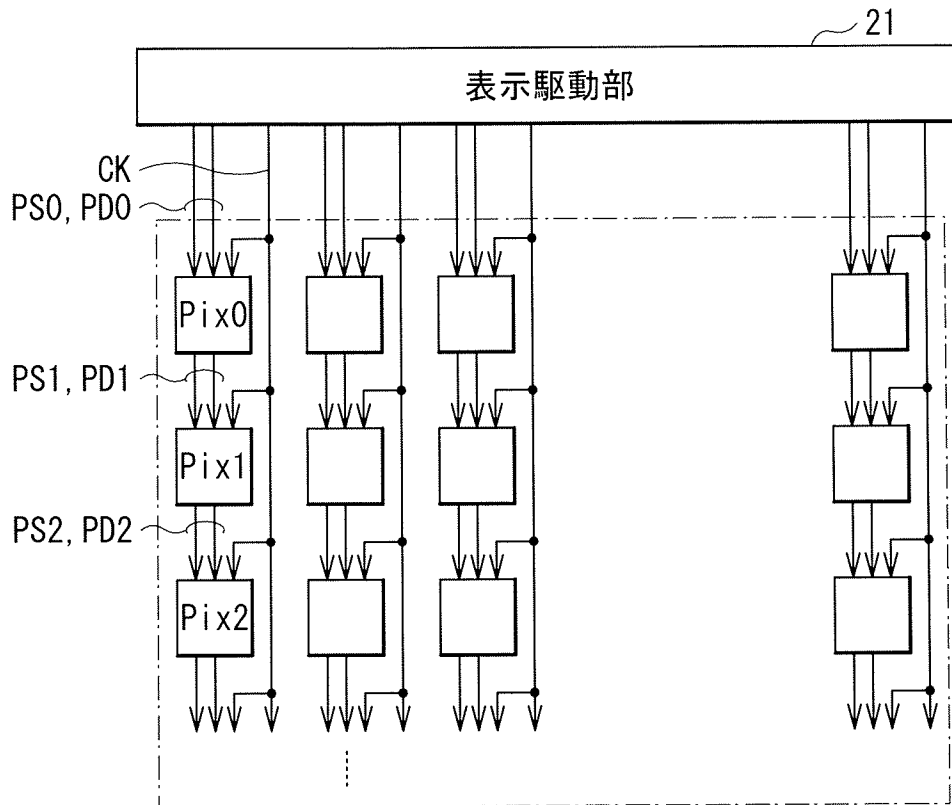 21
表示駆動部
CK
PS0, PD0
Pix0
PS1, PD1
Pix1
PS2, PD2
Pix2